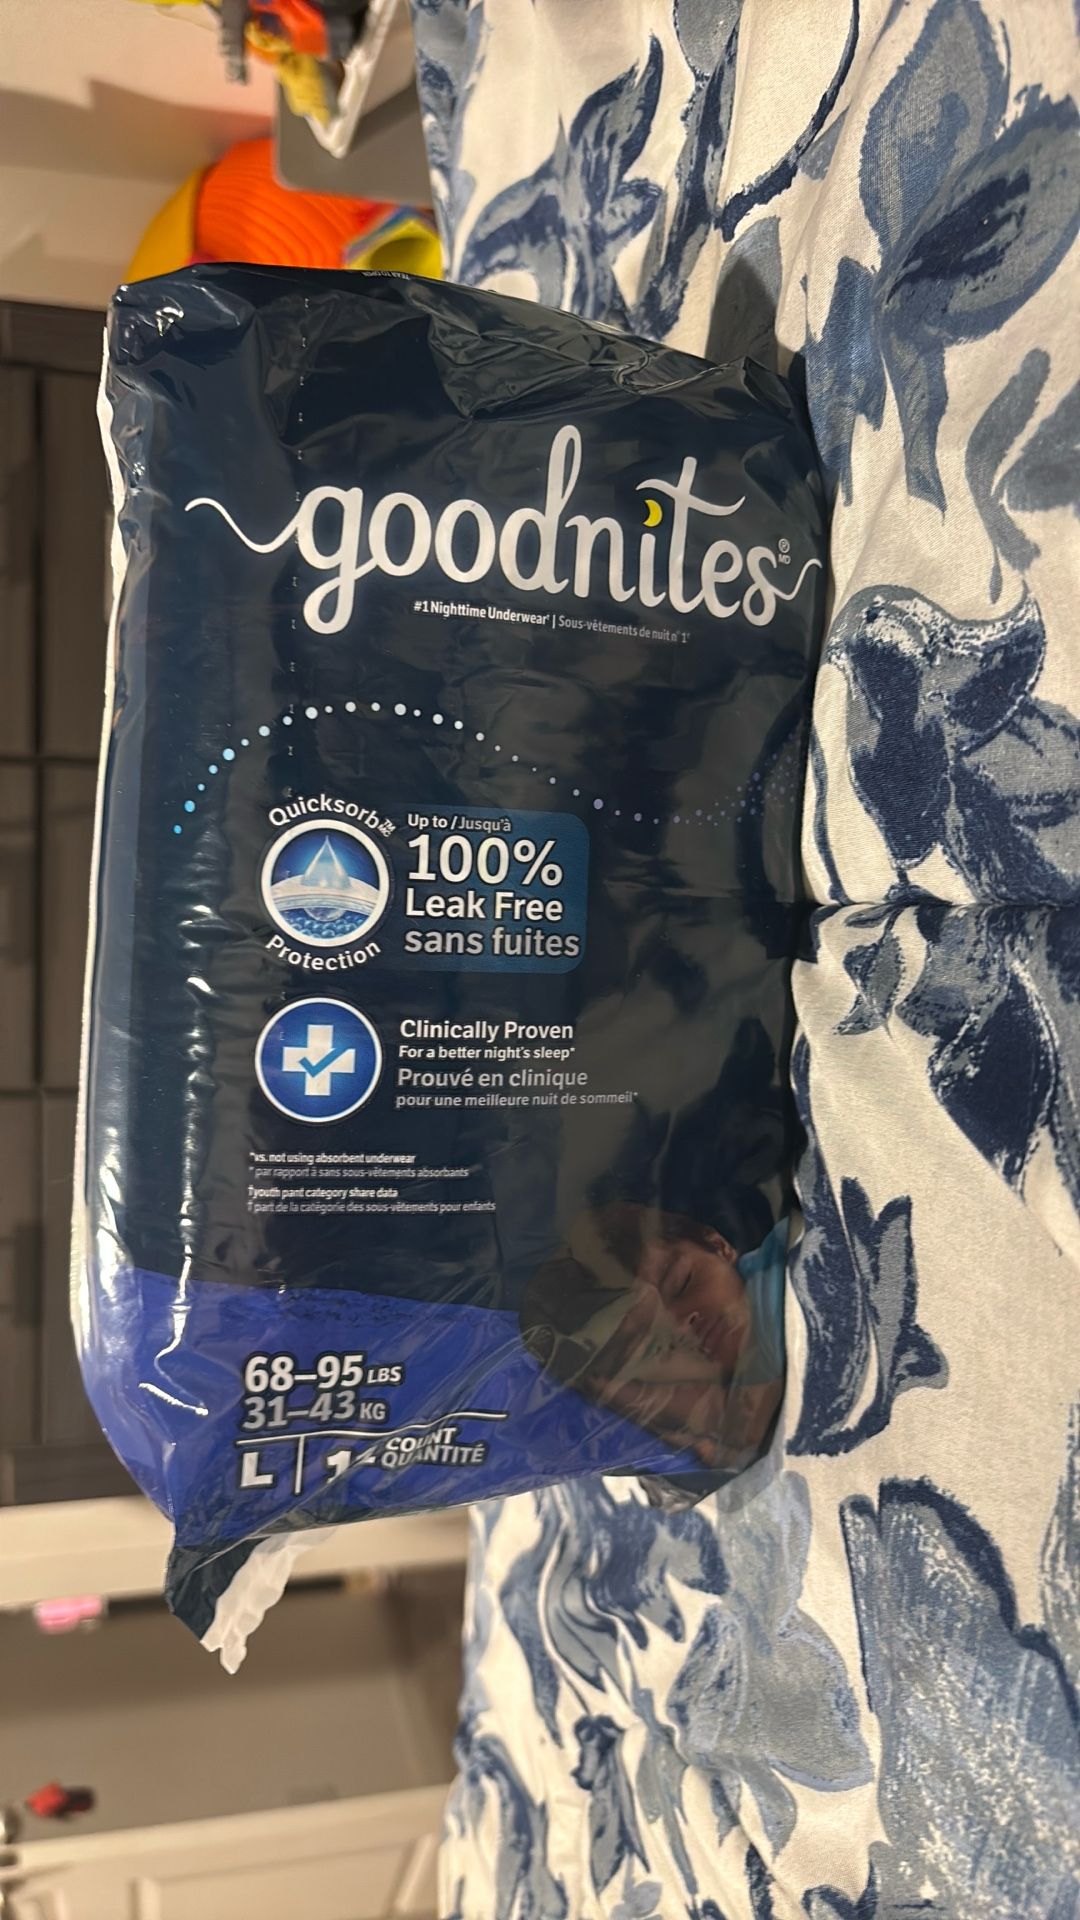 goodnites
® MD
#1 Nighttime Underwear† | Sous-vêtements de nuit n° 1†
Quicksorb™ MC
Protection
Up to / Jusqu'à
100%
Leak Free
sans fuites
Clinically Proven
For a better night's sleep*
Prouvé en clinique
pour une meilleure nuit de sommeil*
*vs. not using absorbent underwear
* par rapport à sans sous-vêtements absorbants
†youth pant category share data
† part de la catégorie des sous-vêtements pour enfants
68–95 LBS
31–43 KG
L
COUNT
QUANTITÉ